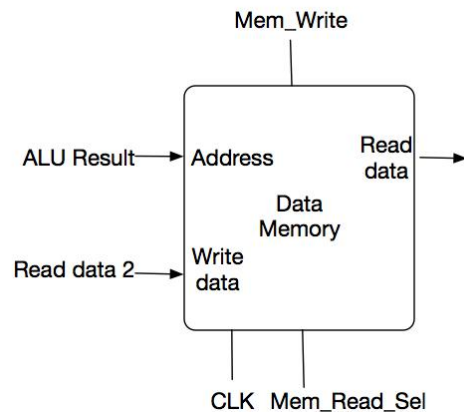 Mem_Write
ALU Result
Address
Read
data
Data
Memory
Read data 2
Write
data
CLK
Mem_Read_Sel